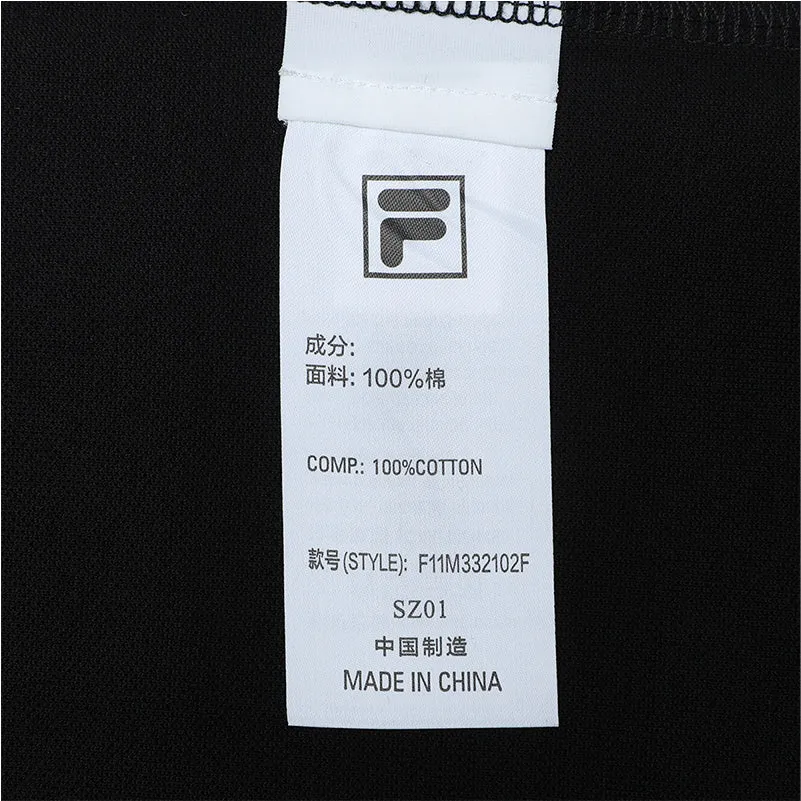 F
成分:
面料: 100%棉
COMP.: 100%COTTON
款号(STYLE): F11M332102F
SZ01
中国制造
MADE IN CHINA